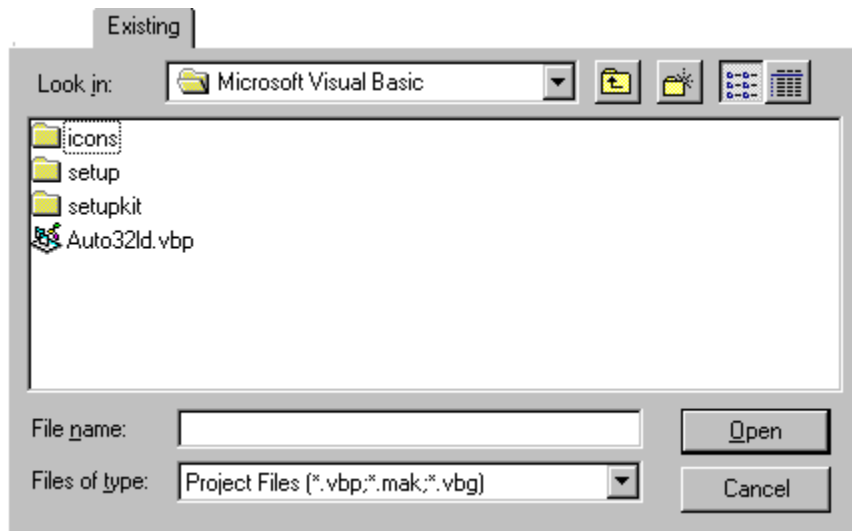 Existing
Look in: Microsoft Visual Basic
icons
setup
setupkit
Auto32ld.vbp
File name: Open
Files of type: Project Files (*.vbp;*.mak;*.vbg) Cancel